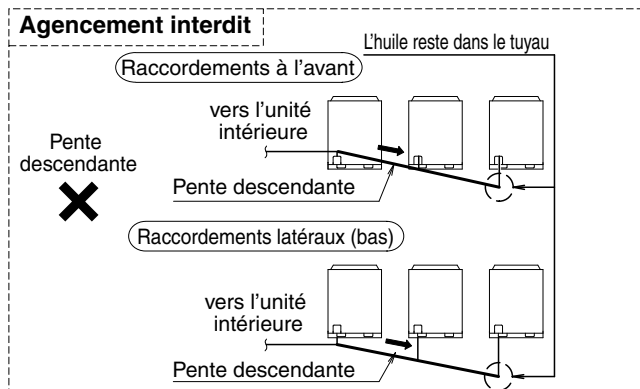 Agencement interdit
L'huile reste dans le tuyau
Raccordements à l'avant
vers l'unité
intérieure
Pente
descendante
Pente descendante
Raccordements latéraux (bas)
vers l'unité
intérieure
Pente descendante